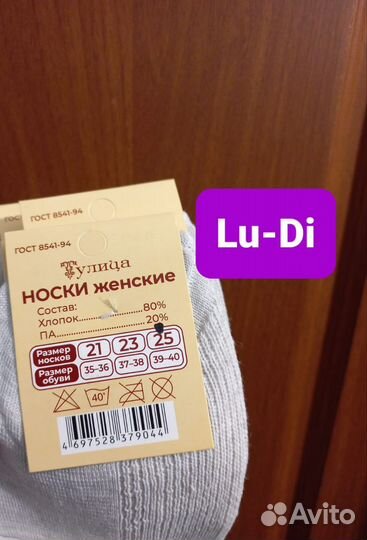 ГОСТ 8541-94
ГОСТ 8541-94
Тулица
НОСКИ женские
Состав:
Хлопок.....................80%
ПА..........................20%
Размер носков 21 23 25
Размер обуви 35-36 37-38 39-40
40°
4 697528 379044
Lu-Di
Avito